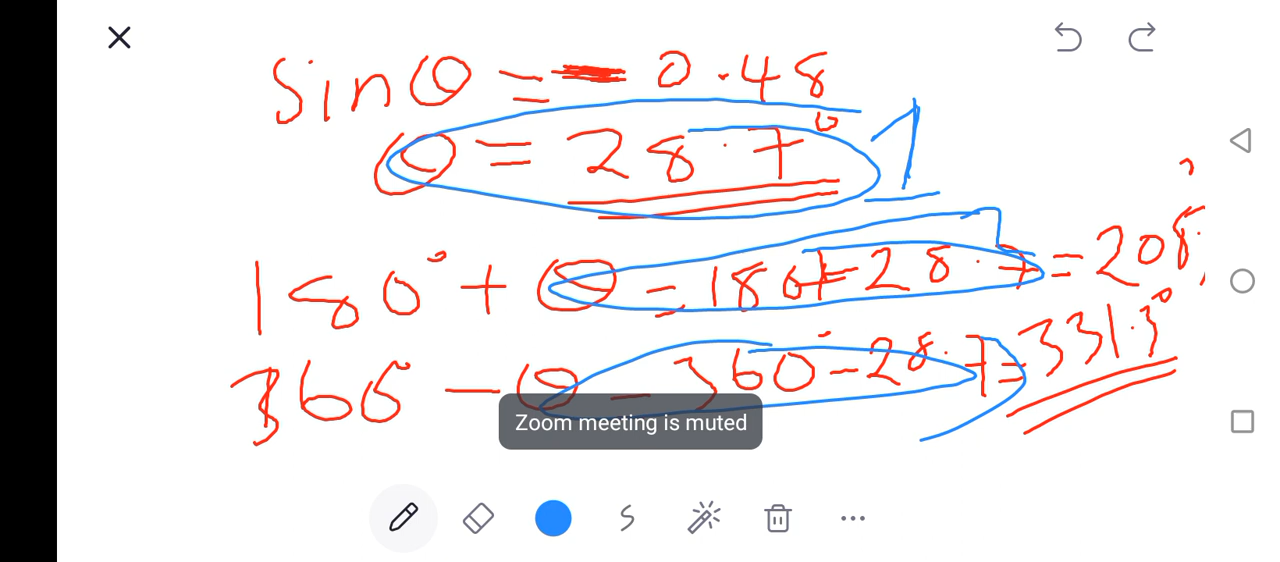 sinθ = 0.48
θ = 28.7° 1
180° + θ = 180 + 28.7 = 208.
360° - θ = 360° - 28.7 = 331.3°
Zoom meeting is muted